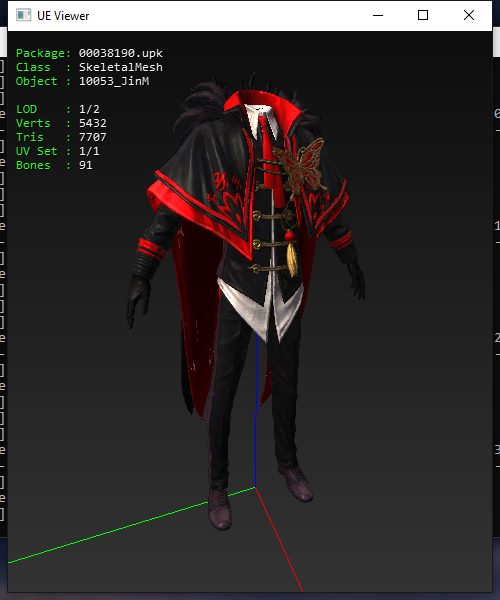 UE Viewer
Package: 00038190.upk
Class : SkeletalMesh
Object : 10053_JinM
LOD : 1/2
Verts : 5432
Tris : 7707
UV Set : 1/1
Bones : 91